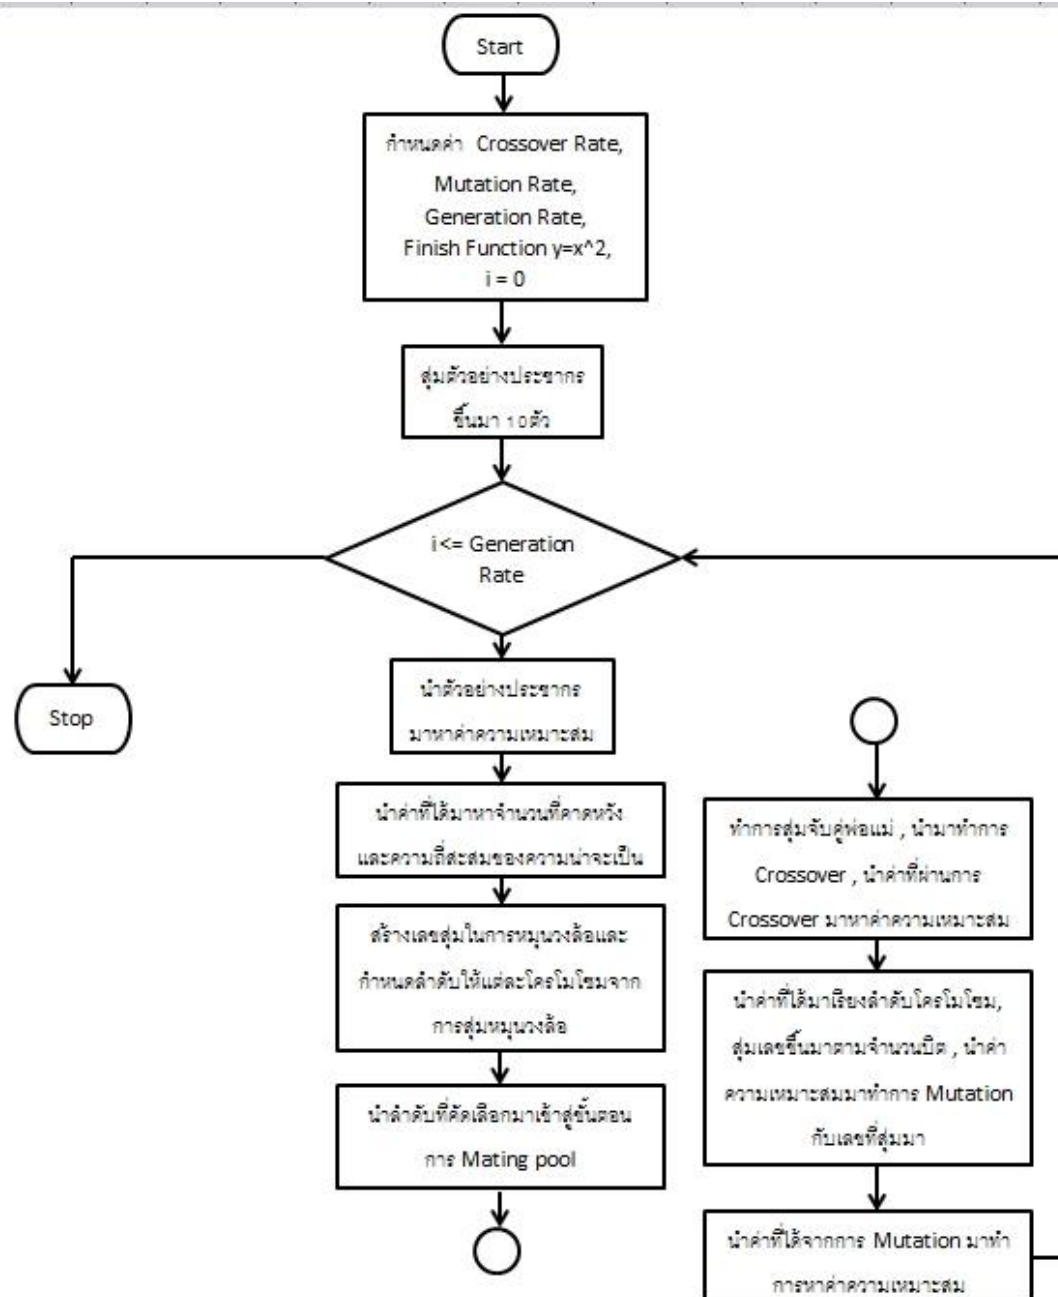 Start
กำหนดค่า Crossover Rate,
Mutation Rate,
Generation Rate,
Finish Function y=x^2,
i = 0
สุ่มตัวอย่างประชากร
ขึ้นมา 10ตัว
i <= Generation
Rate
Stop
นำตัวอย่างประชากร
มาหาค่าความเหมาะสม
นำค่าที่ได้มาหาจำนวนที่คาดหวัง
และความถี่สะสมของความน่าจะเป็น
สร้างเลขสุ่มในการหมุนวงล้อและ
กำหนดลำดับให้แต่ละโครโมโซมจาก
การสุ่มหมุนวงล้อ
นำลำดับที่คัดเลือกมาเข้าสู่ขั้นตอน
การ Mating pool
ทำการสุ่มจับคู่พ่อแม่ , นำมาทำการ
Crossover , นำค่าที่ผ่านการ
Crossover มาหาค่าความเหมาะสม
นำค่าที่ได้มาเรียงลำดับโครโมโซม,
สุ่มเลขขึ้นมาตามจำนวนบิต , นำค่า
ความเหมาะสมมาทำการ Mutation
กับเลขที่สุ่มมา
นำค่าที่ได้จากการ Mutation มาทำ
การหาค่าความเหมาะสม